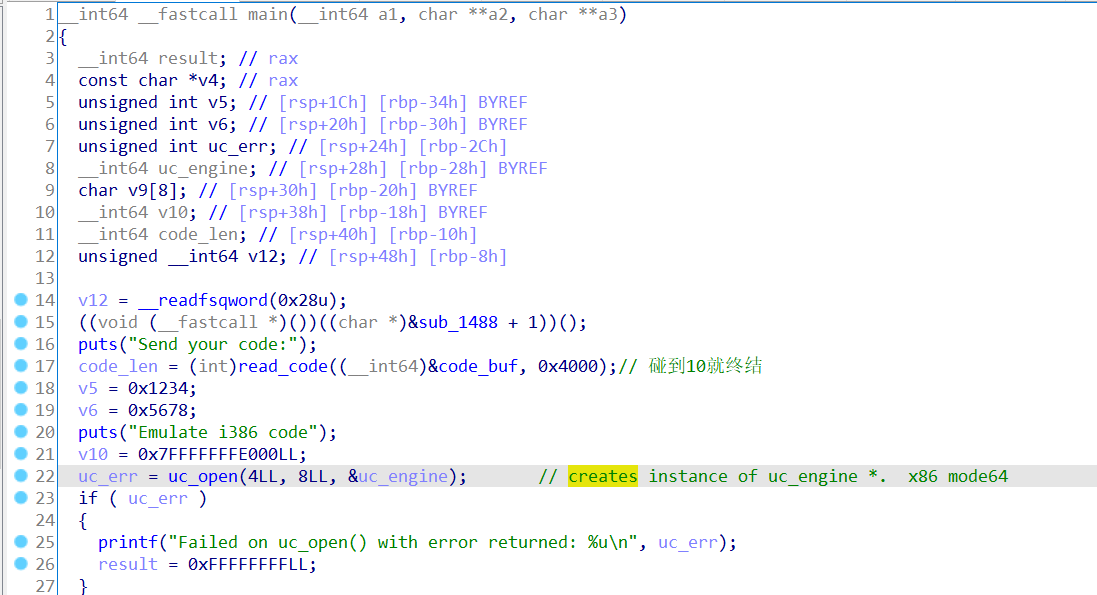 1 __int64 __fastcall main(__int64 a1, char **a2, char **a3)
2 {
3 __int64 result; // rax
4 const char *v4; // rax
5 unsigned int v5; // [rsp+1Ch] [rbp-34h] BYREF
6 unsigned int v6; // [rsp+20h] [rbp-30h] BYREF
7 unsigned int uc_err; // [rsp+24h] [rbp-2Ch]
8 __int64 uc_engine; // [rsp+28h] [rbp-28h] BYREF
9 char v9[8]; // [rsp+30h] [rbp-20h] BYREF
10 __int64 v10; // [rsp+38h] [rbp-18h] BYREF
11 __int64 code_len; // [rsp+40h] [rbp-10h]
12 unsigned __int64 v12; // [rsp+48h] [rbp-8h]
13
14 v12 = __readfsqword(0x28u);
15 ((void (__fastcall *)())((char *)&sub_1488 + 1))();
16 puts("Send your code:");
17 code_len = (int)read_code((__int64)&code_buf, 0x4000);// 碰到10就终结
18 v5 = 0x1234;
19 v6 = 0x5678;
20 puts("Emulate i386 code");
21 v10 = 0x7FFFFFFFE000LL;
22 uc_err = uc_open(4LL, 8LL, &uc_engine); // creates instance of uc_engine *. x86 mode64
23 if ( uc_err )
24 {
25 printf("Failed on uc_open() with error returned: %u\n", uc_err);
26 result = 0xFFFFFFFFLL;
27 }